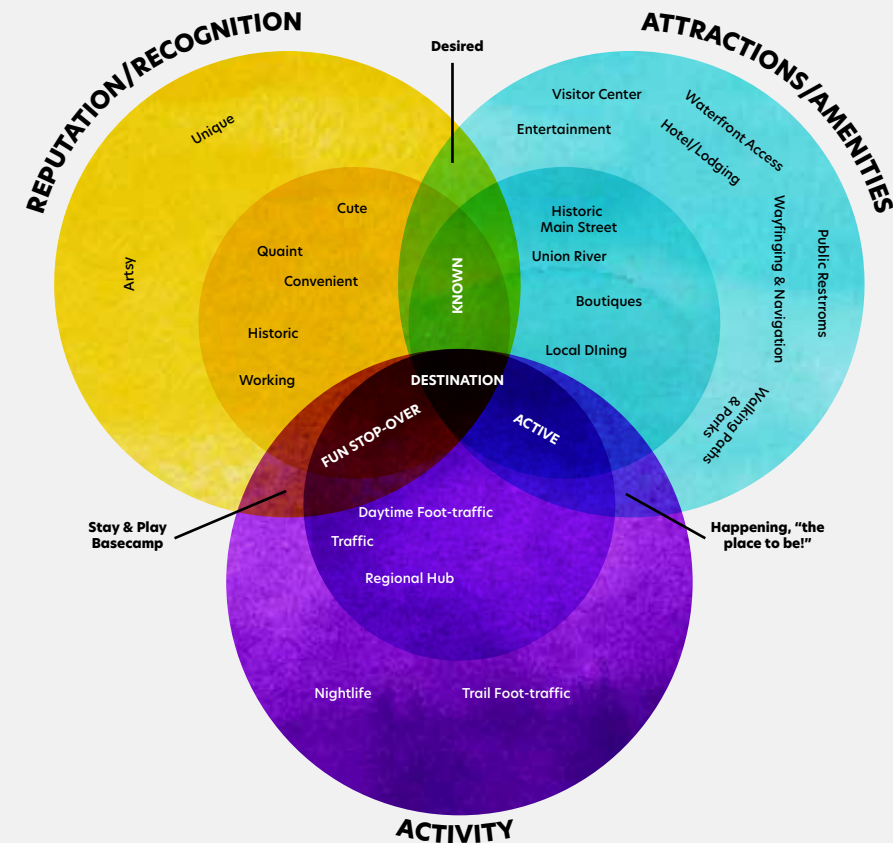 REPUTATION/RECOGNITION
ATTRACTIONS/AMENITIES
Desired
Unique
Artsy
Cute
Quaint
Convenient
Historic
Working
Visitor Center
Entertainment
Waterfront Access
Hotel/Lodging
Wayfinging & Navigation
Public Restrroms
Walking Paths
& Parks
Historic
Main Street
Union River
Boutiques
Local DIning
KNOWN
DESTINATION
FUN STOP-OVER
ACTIVE
Stay & Play
Basecamp
Happening, “the
place to be!”
Daytime Foot-traffic
Traffic
Regional Hub
Nightlife
Trail Foot-traffic
ACTIVITY